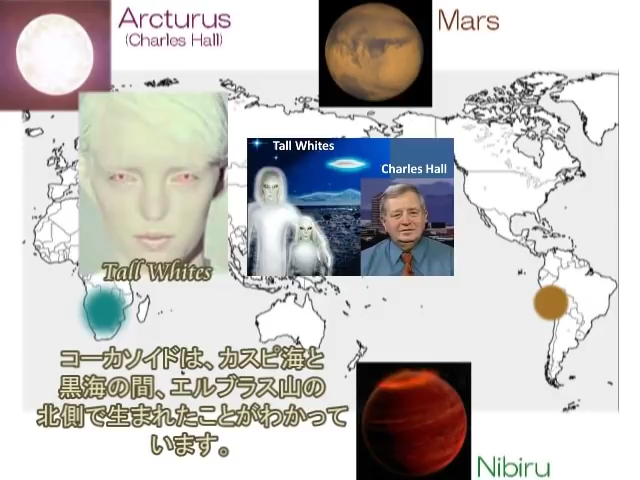 Arcturus
(Charles Hall)
Mars
Tall Whites
Charles Hall
Tall Whites
コーカソイドは、カスピ海と
黒海の間、エルブラス山の
北側で生まれたことがわかって
います。
Nibiru